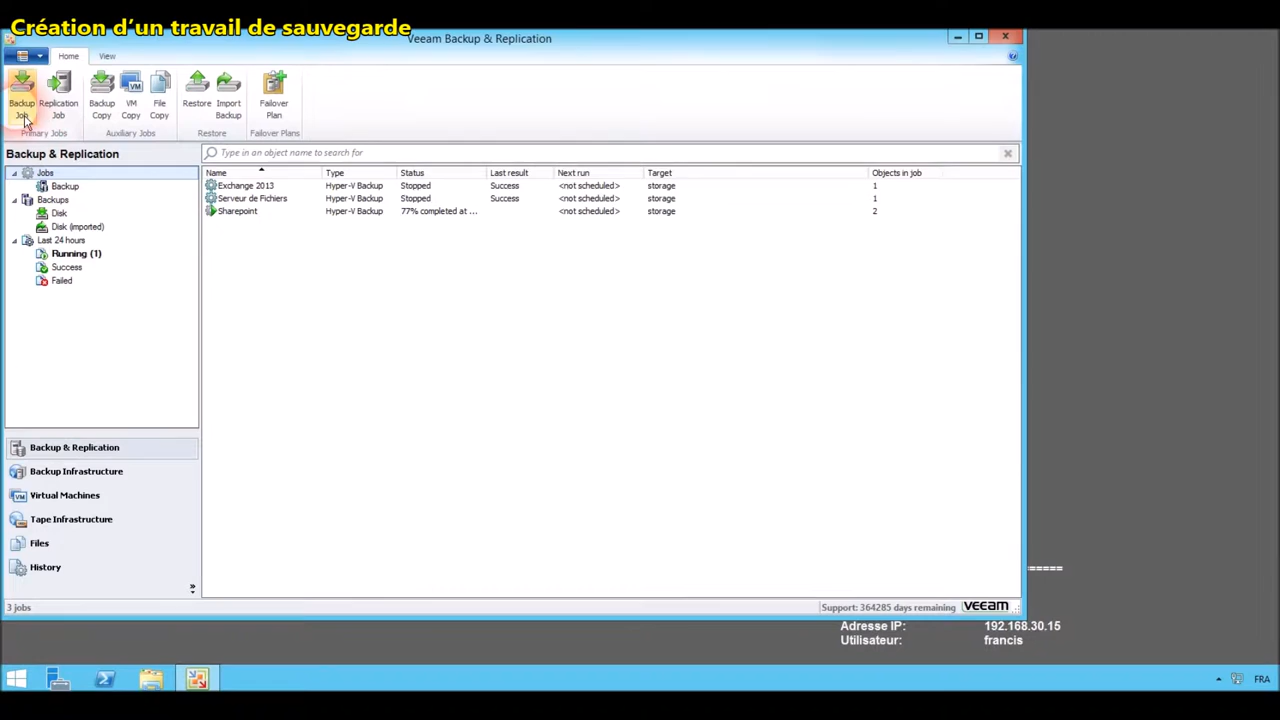 Création d’un travail de sauvegarde
Veeam Backup & Replication
Home View
Backup Job
Replication Job
Backup Copy
VM Copy
File Copy
Restore
Import Backup
Failover Plan
Primary Jobs Auxiliary Jobs Restore Failover Plans
Backup & Replication
Type in an object name to search for
Jobs
Backup
Backups
Disk
Disk (imported)
Last 24 hours
Running (1)
Success
Failed
Name Type Status Last result Next run Target Objects in job
Exchange 2013 Hyper-V Backup Stopped Success <not scheduled> storage 1
Serveur de Fichiers Hyper-V Backup Stopped Success <not scheduled> storage 1
Sharepoint Hyper-V Backup 77% completed at ... <not scheduled> storage 2
Backup & Replication
Backup Infrastructure
Virtual Machines
Tape Infrastructure
Files
History
»
3 jobs
Support: 364285 days remaining VEEAM
=====
Adresse IP: 192.168.30.15
Utilisateur: francis
FRA